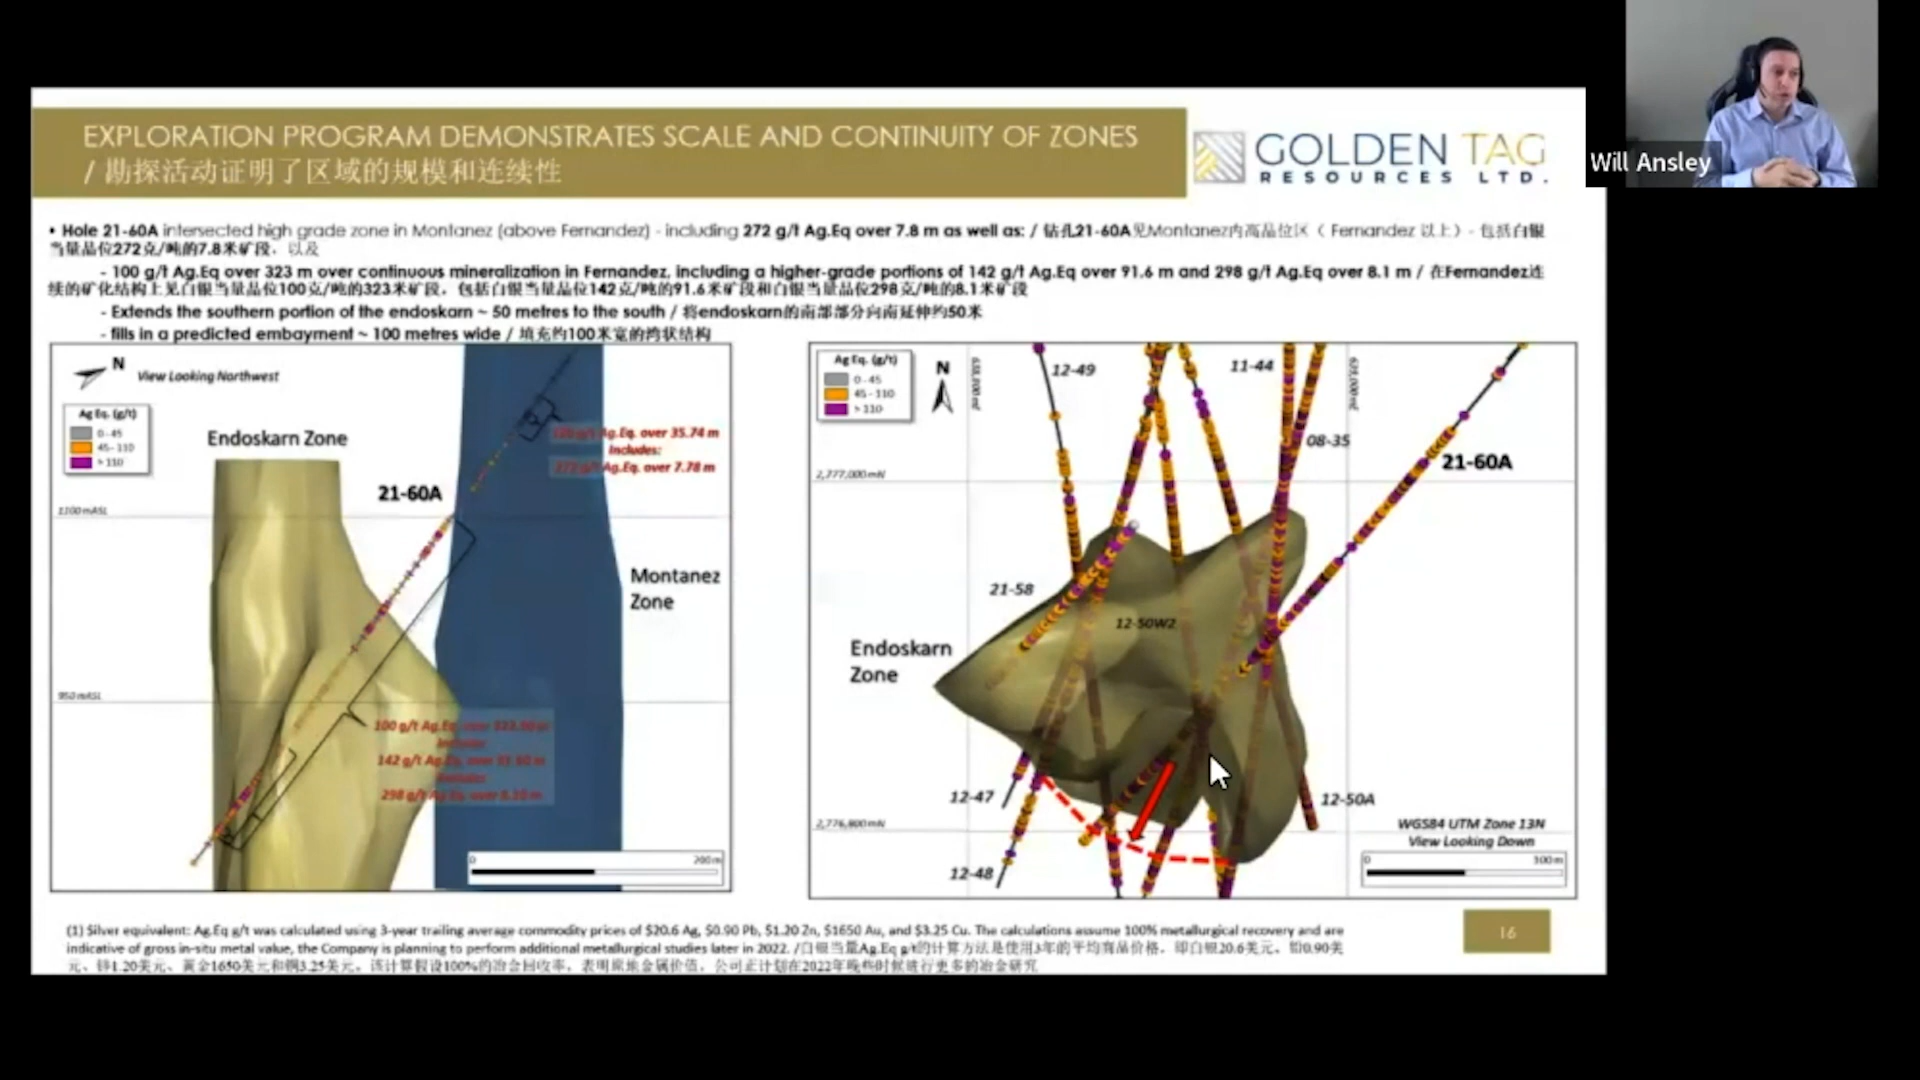 EXPLORATION PROGRAM DEMONSTRATES SCALE AND CONTINUITY OF ZONES
/ 勘探活动证明了区域的规模和连续性
GOLDEN TAG
RESOURCES LTD.
Will Ansley
• Hole 21-60A intersected high grade zone in Montanez (above Fernandez) - including 272 g/t Ag.Eq over 7.8 m as well as: / 钻孔21-60A见Montanez内高品位区（ Fernandez 以上）- 包括白银
当量品位272克/吨的7.8米矿段，以及
- 100 g/t Ag.Eq over 323 m over continuous mineralization in Fernandez, including a higher-grade portions of 142 g/t Ag.Eq over 91.6 m and 298 g/t Ag.Eq over 8.1 m / 在Fernandez连
续的矿化结构上见白银当量品位100克/吨的323米矿段，包括白银当量品位142克/吨的91.6米矿段和白银当量品位298克/吨的8.1米矿段
- Extends the southern portion of the endoskarn ~ 50 metres to the south / 将endoskarn的南部部分向南延伸约50米
- fills in a predicted embayment ~ 100 metres wide / 填充约100米宽的湾状结构
N
View Looking Northwest
Ag Eq. (g/t)
0-45
45-110
>110
Endoskarn Zone
21-60A
Ag.Eq. over 35.74 m
Includes:
272 g/t Ag.Eq. over 7.78 m
1100 mASL
Montanez
Zone
950 mASL
100 g/t Ag.Eq.
142 g/t Ag.Eq.
298 g/t Ag.Eq.
0 200 m
Ag Eq. (g/t)
0-45
45-110
>110
N
12-49
11-44
08-35
21-60A
2,777,000 mN
21-58
12-50W2
Endoskarn
Zone
12-47
12-50A
2,776,800 mN
WGS84 UTM Zone 13N
View Looking Down
12-48
0 100 m
(1) Silver equivalent: Ag.Eq g/t was calculated using 3-year trailing average commodity prices of $20.6 Ag, $0.90 Pb, $1.20 Zn, $1650 Au, and $3.25 Cu. The calculations assume 100% metallurgical recovery and are
indicative of gross in-situ metal value, the Company is planning to perform additional metallurgical studies later in 2022. /白银当量Ag.Eq g/t的计算方法是使用3年的平均商品价格，即白银20.6美元，铅0.90美
元，锌1.20美元，黄金1650美元和铜3.25美元。该计算假设100%的冶金回收率，表明原地金属价值，公司正计划在2022年晚些时候进行更多的冶金研究
16